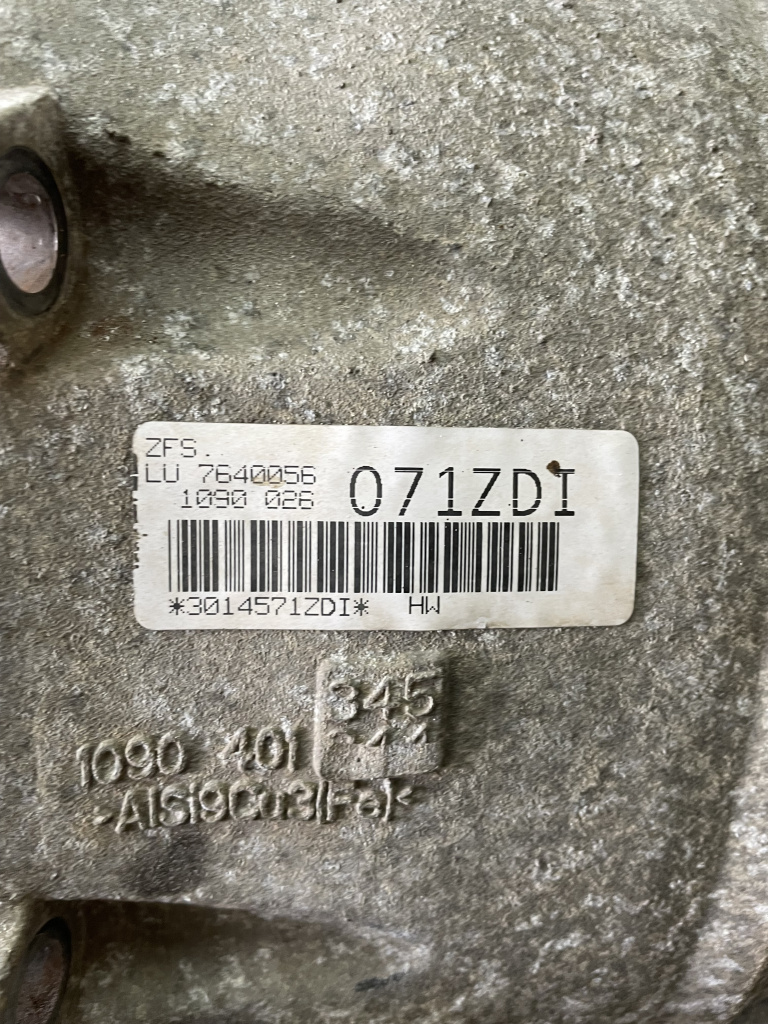 ZFS.
LU 7640056
1090 026
071ZDI
*3014571ZDI* HW
345
1090 401
>AlSi9Cu3(Fe)<